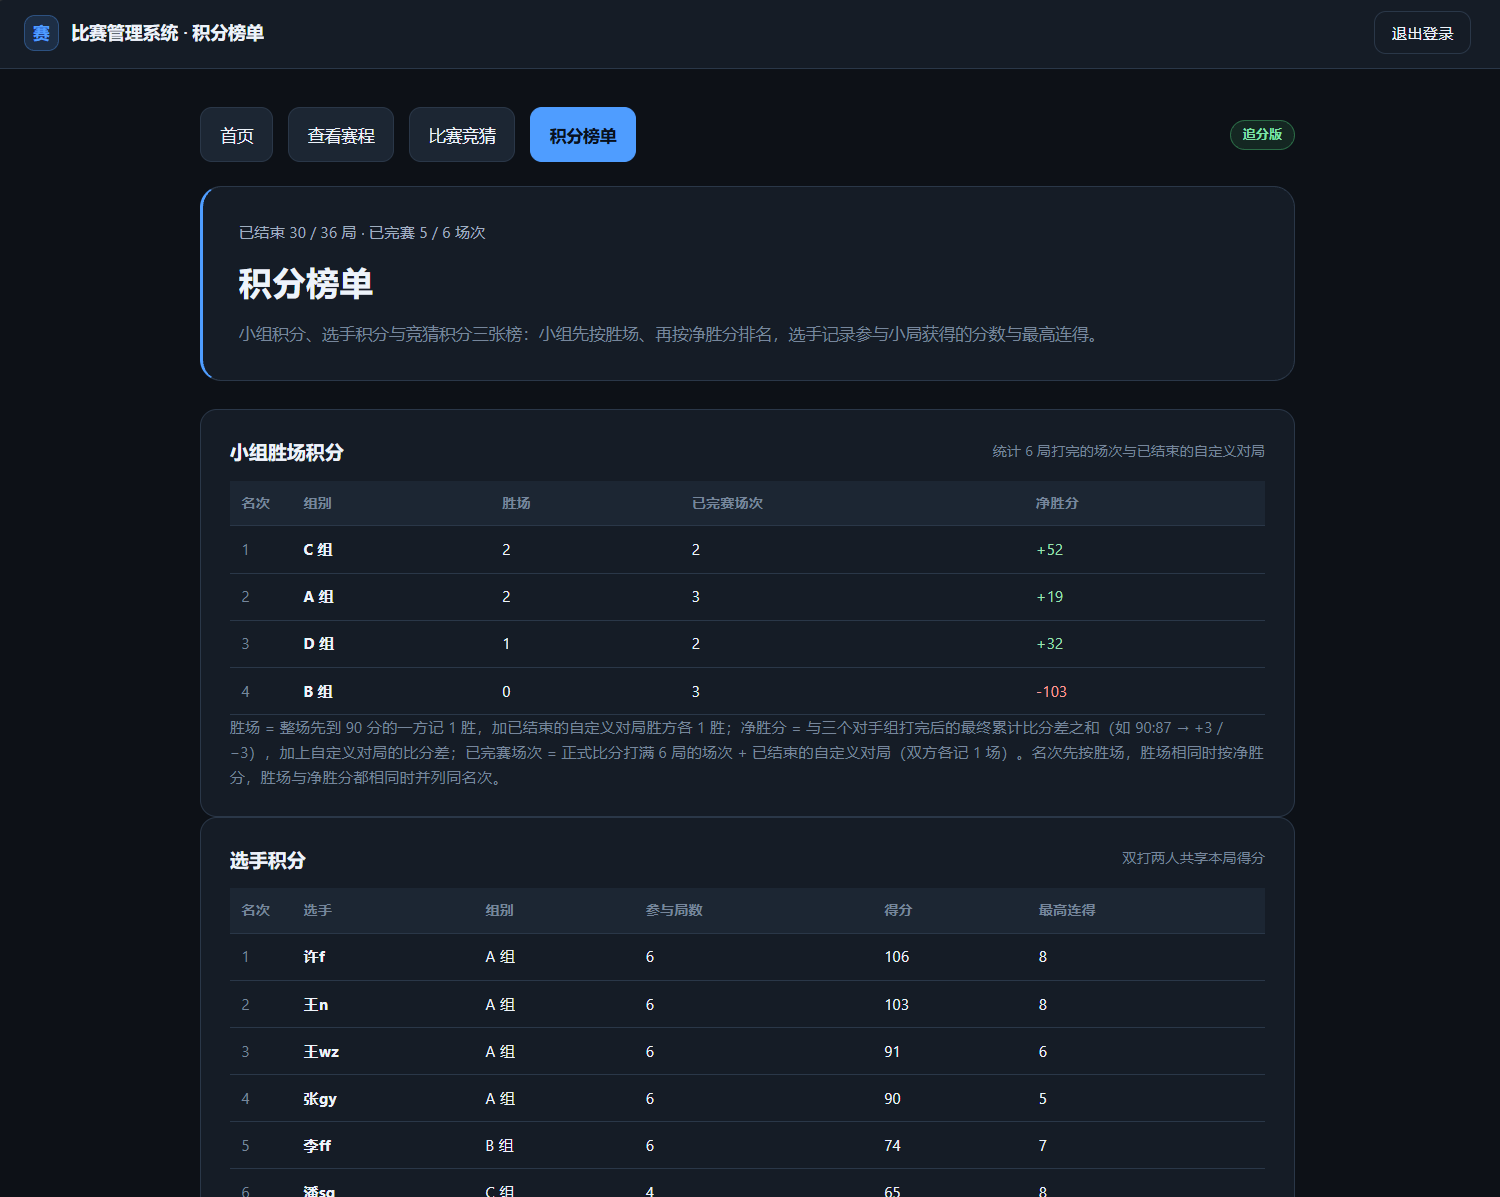 赛 比赛管理系统 · 积分榜单 退出登录
首页 查看赛程 比赛竞猜 积分榜单 追分版
已结束 30 / 36 局 · 已完赛 5 / 6 场次
积分榜单
小组积分、选手积分与竞猜积分三张榜：小组先按胜场、再按净胜分排名，选手记录参与小局获得的分数与最高连得。
小组胜场积分 统计 6 局打完的场次与已结束的自定义对局
名次 组别 胜场 已完赛场次 净胜分
1 C 组 2 2 +52
2 A 组 2 3 +19
3 D 组 1 2 +32
4 B 组 0 3 -103
胜场 = 整场先到 90 分的一方记 1 胜，加已结束的自定义对局胜方各 1 胜；净胜分 = 与三个对手组打完后的最终累计比分差之和（如 90:87 → +3 /
−3），加上自定义对局的比分差；已完赛场次 = 正式比分打满 6 局的场次 + 已结束的自定义对局（双方各记 1 场）。名次先按胜场，胜场相同时按净胜
分，胜场与净胜分都相同时并列同名次。
选手积分 双打两人共享本局得分
名次 选手 组别 参与局数 得分 最高连得
1 许f A 组 6 106 8
2 王n A 组 6 103 8
3 王wz A 组 6 91 6
4 张gy A 组 6 90 5
5 李ff B 组 6 74 7
6 潘sq C 组 4 65 8